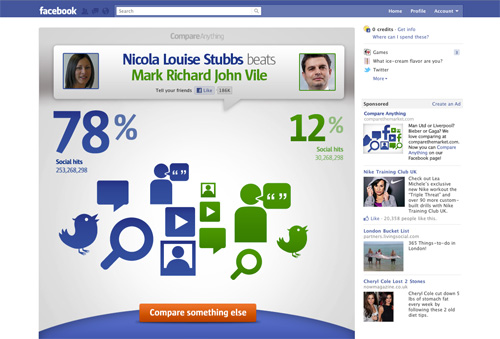 facebook
Search
Home Profile Account
CompareAnything
Nicola Louise Stubbs beats
Mark Richard John Vile
Tell your friends Like 186K
78%
Social hits
253,268,298
12%
Social hits
30,268,298
Compare something else
0 credits · Get info
Where can I spend these?
Games 2
What ice-cream flavor are you?
Twitter
More
Sponsored Create an Ad
Compare Anything
comparethemarket.com
Man Utd or Liverpool?
Bieber or Gaga? We
love comparing at
comparethemarket.com.
Now you can Compare
Anything on our
Facebook page!
Nike Training Club UK
Check out Lea
Michele's exclusive
new Nike workout the
"Triple Threat" and
over 90 more custom-
built drills with Nike
Training Club UK.
Like · 20,358 people like this.
London Bucket List
partners.livingsocial.com
365 Things-to-do in
London!
Cheryl Cole Lost 2 Stones
nowmagazine.co.uk
Cheryl Cole cut down 5
lbs of stomach fat
every week by
following these 2 old
diet tips.